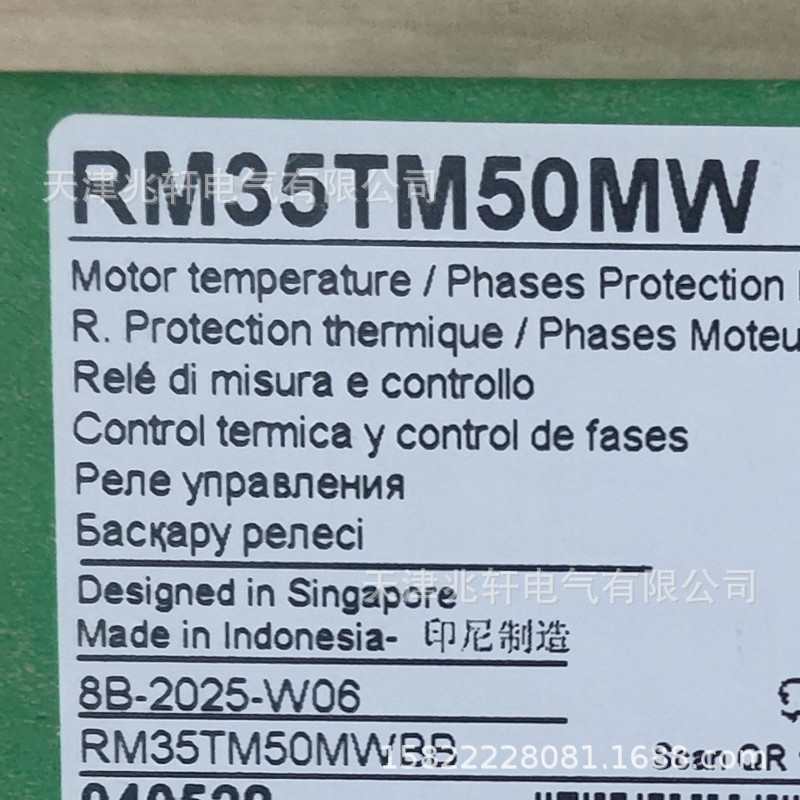 RM35TM50MW
天津兆轩电气有限公司
Motor temperature / Phases Protection
R. Protection thermique / Phases Moteu
Relé di misura e controllo
Control termica y control de fases
Реле управления
Басқару релесі
天津兆轩电气有限公司
Designed in Singapore
Made in Indonesia- 印尼制造
8B-2025-W06
RM35TM50MWBB
15822228081.1688.com
Scan QR